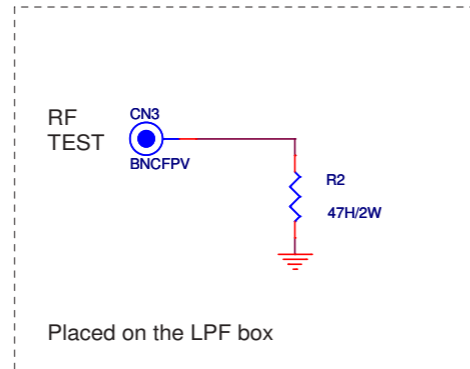 RF
TEST
CN3
BNCFPV
R2
47H/2W
Placed on the LPF box